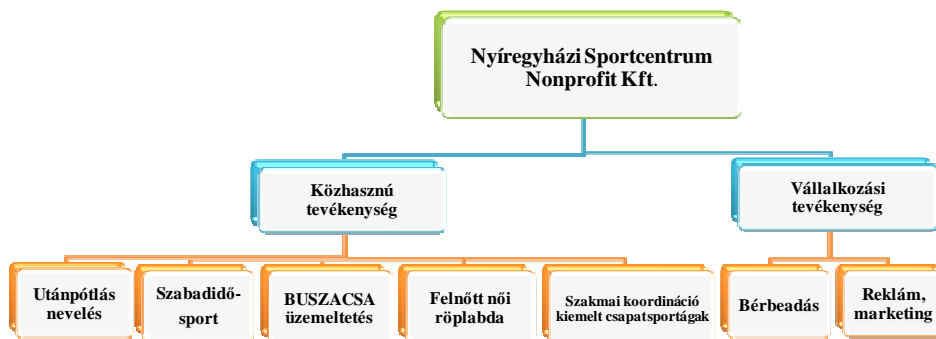 Nyíregyházi Sportcentrum
Nonprofit Kft.
Közhasznú
tevékenység
Vállalkozási
tevékenység
Utánpótlás
nevelés
Szabadidő-
sport
BUSZACSA
üzemeltetés
Felnőtt női
röplabda
Szakmai koordináció
kiemelt csapatsportágak
Bérbeadás
Reklám,
marketing